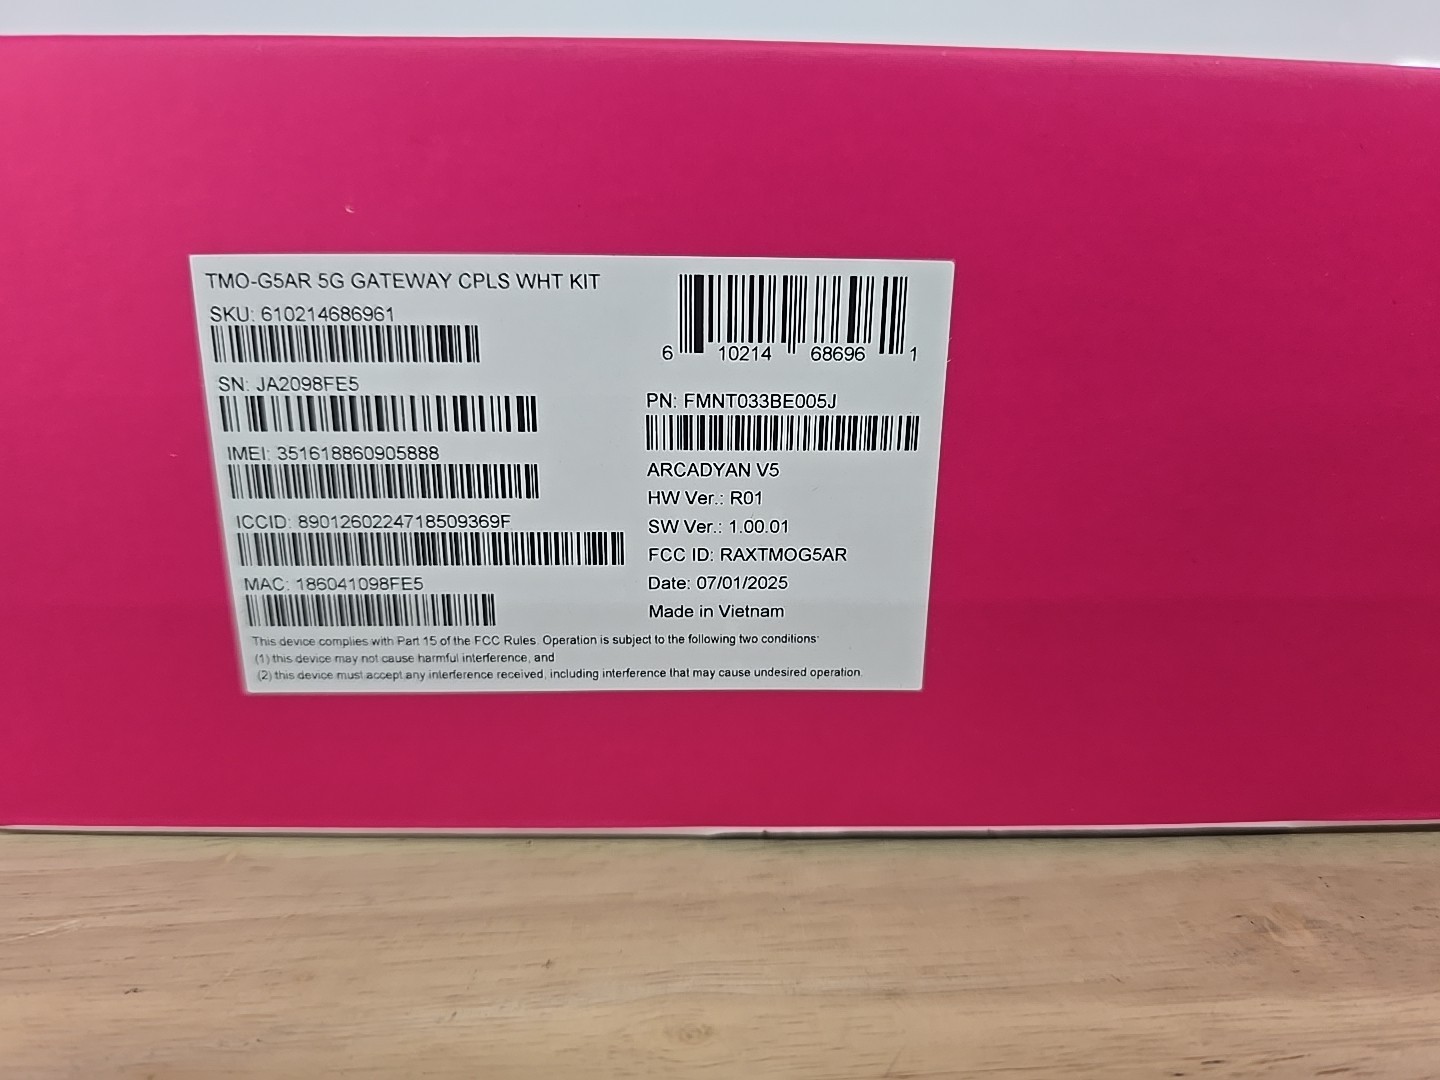 TMO-G5AR 5G GATEWAY CPLS WHT KIT
SKU: 610214686961
SN: JA2098FE5
IMEI: 351618860905888
ICCID: 8901260224718509369F
MAC: 186041098FE5
6 10214 68696 1
PN: FMNT033BE005J
ARCADYAN V5
HW Ver.: R01
SW Ver.: 1.00.01
FCC ID: RAXTMOG5AR
Date: 07/01/2025
Made in Vietnam
This device complies with Part 15 of the FCC Rules. Operation is subject to the following two conditions:
(1) this device may not cause harmful interference, and
(2) this device must accept any interference received, including interference that may cause undesired operation.